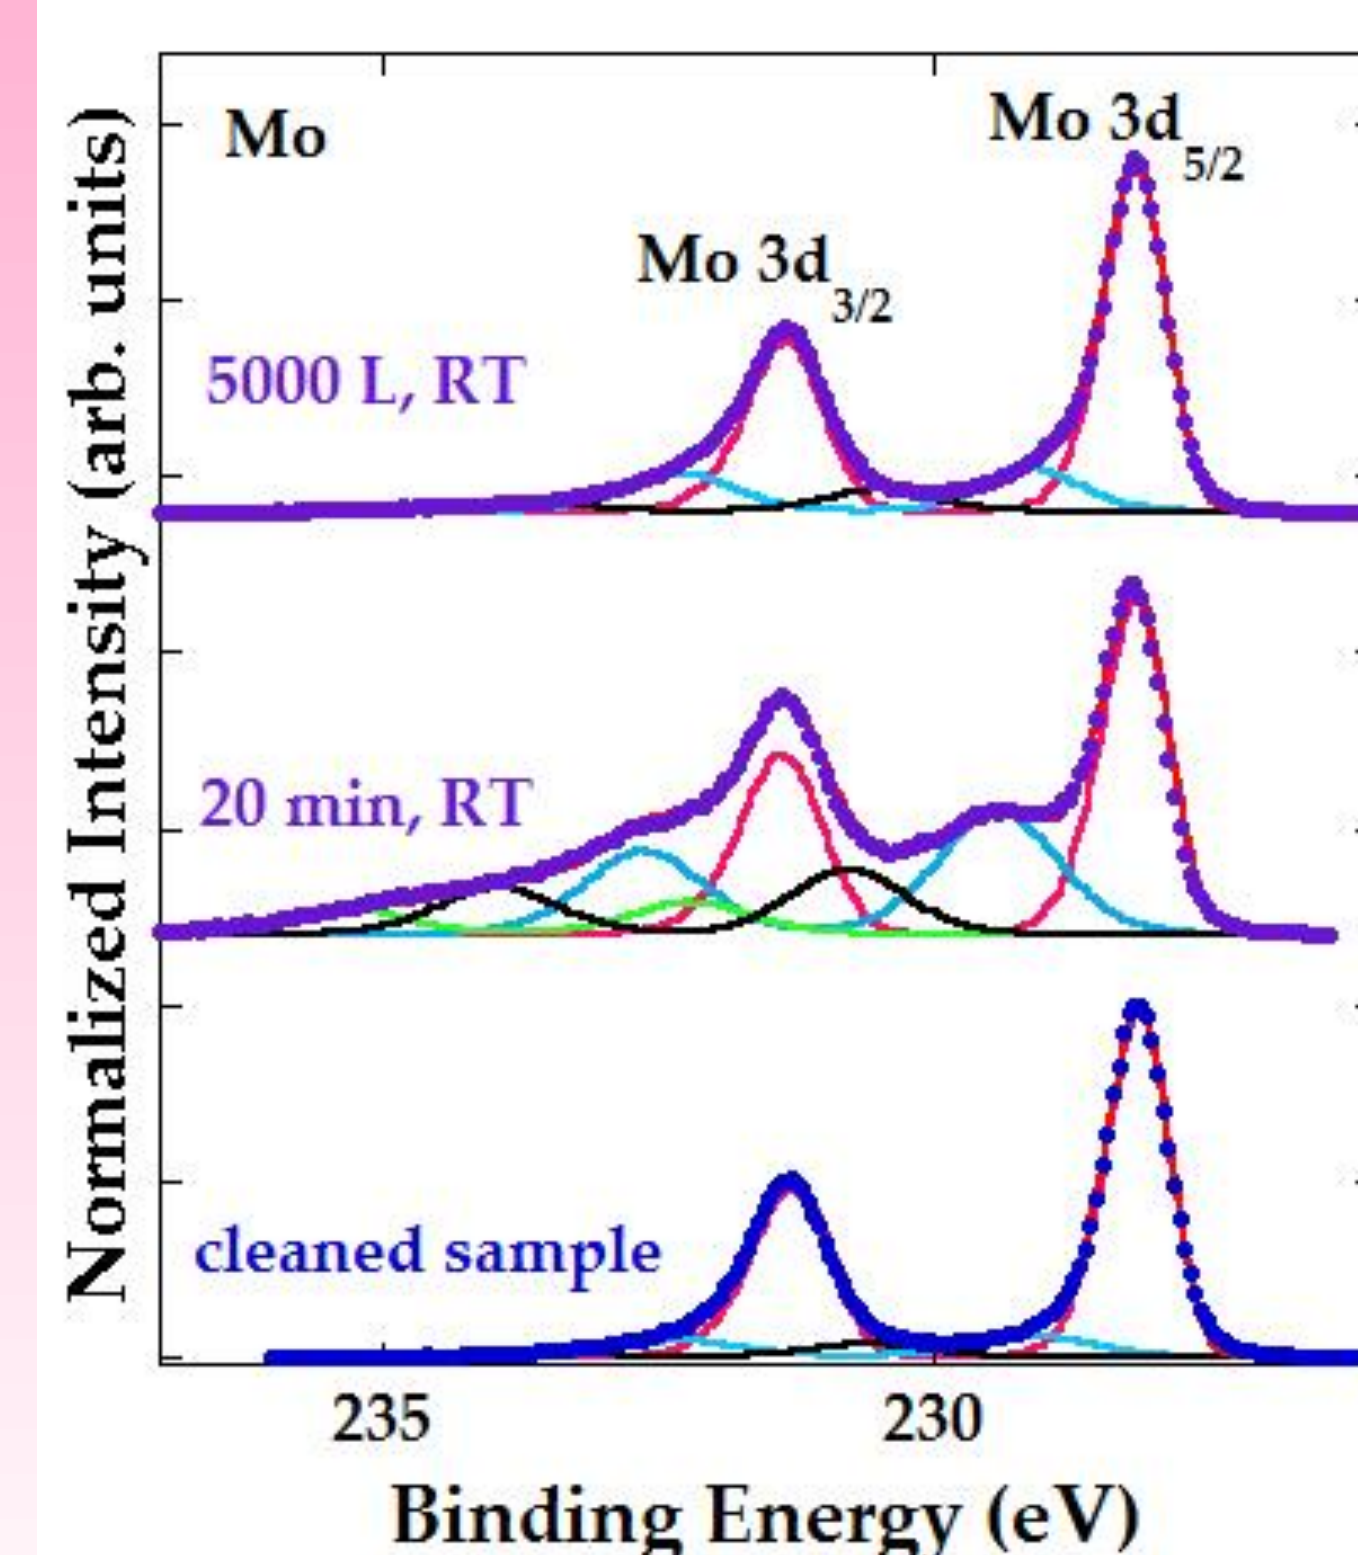 Mo
Mo 3d5/2
Mo 3d3/2
5000 L, RT
20 min, RT
cleaned sample
Normalized Intensity (arb. units)
235
230
Binding Energy (eV)